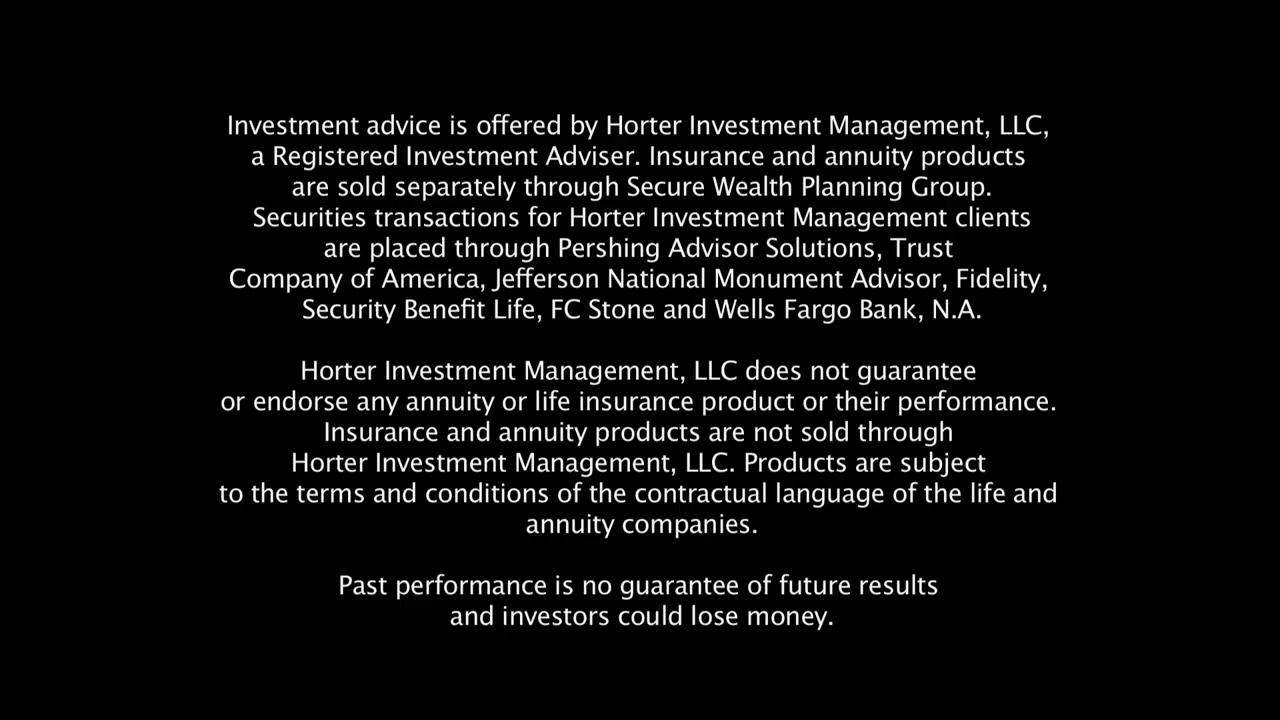 Investment advice is offered by Horter Investment Management, LLC,
a Registered Investment Adviser. Insurance and annuity products
are sold separately through Secure Wealth Planning Group.
Securities transactions for Horter Investment Management clients
are placed through Pershing Advisor Solutions, Trust
Company of America, Jefferson National Monument Advisor, Fidelity,
Security Benefit Life, FC Stone and Wells Fargo Bank, N.A.
Horter Investment Management, LLC does not guarantee
or endorse any annuity or life insurance product or their performance.
Insurance and annuity products are not sold through
Horter Investment Management, LLC. Products are subject
to the terms and conditions of the contractual language of the life and
annuity companies.
Past performance is no guarantee of future results
and investors could lose money.